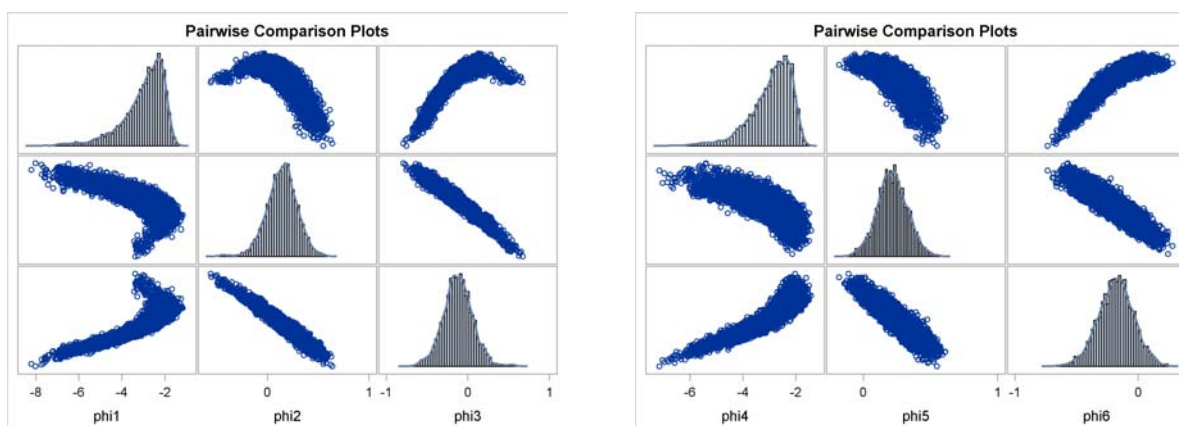 Pairwise Comparison Plots
-8 -6 -4 -2 0 1 -1 0 1
phi1 phi2 phi3
Pairwise Comparison Plots
-6 -4 -2 0 1 -1 0
phi4 phi5 phi6